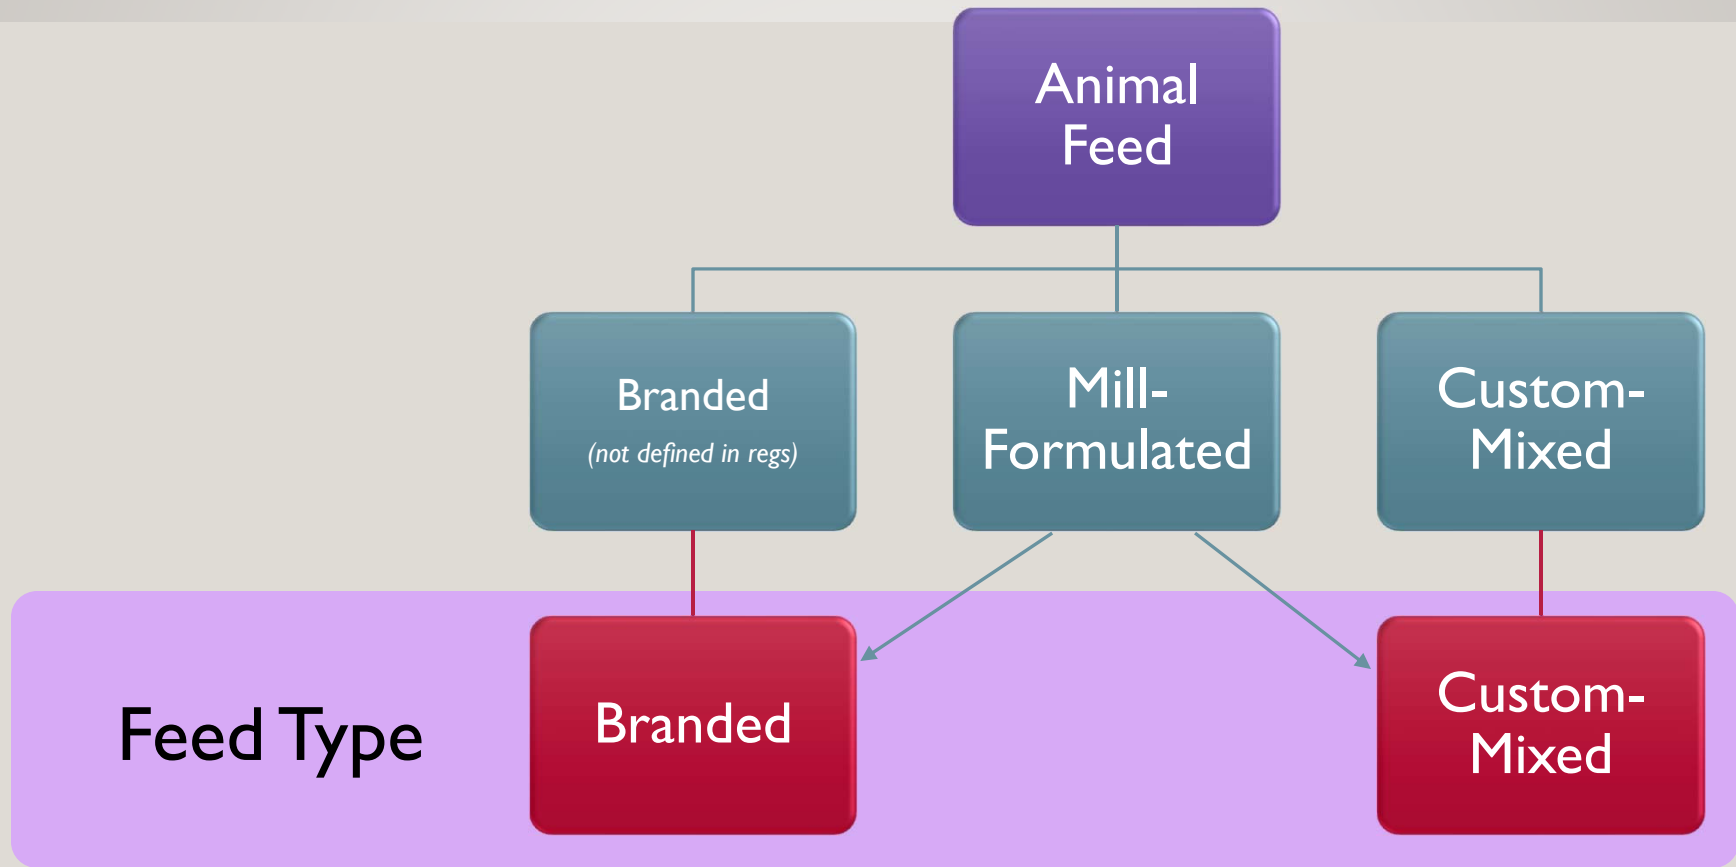 Animal
Feed
Branded
(not defined in regs)
Mill-
Formulated
Custom-
Mixed
Feed Type
Branded
Custom-
Mixed